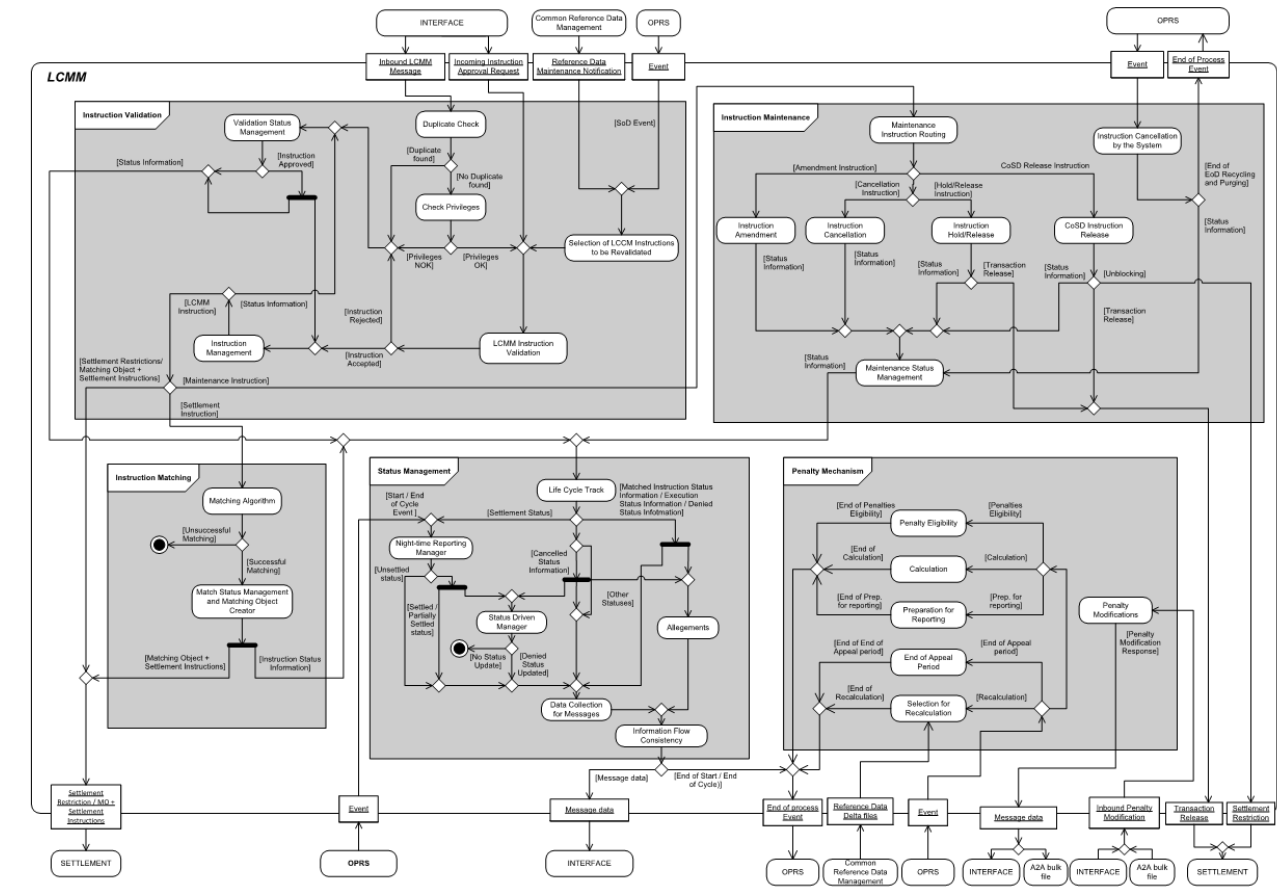 INTERFACE
Common Reference Data
Management
OPRS
OPRS
Inbound LCMM
Message
Incoming Instruction
Approval Request
Reference Data
Maintenance Notification
Event
Event
End of Process
Event
LCMM
Instruction Validation
Validation Status
Management
Duplicate Check
[SoD Event]
[Status Information]
[Instruction
Approved]
[Duplicate
found]
[No Duplicate
found]
Check Privileges
[Privileges
NOK]
[Privileges
OK]
Selection of LCCM Instructions
to be Revalidated
[LCMM
Instruction]
[Status Information]
[Instruction
Rejected]
Instruction
Management
[Instruction
Accepted]
LCMM Instruction
Validation
[Settlement Restrictions/
Matching Object +
Settlement Instructions]
[Maintenance Instruction]
[Settlement
Instruction]
Instruction Maintenance
Maintenance
Instruction Routing
Instruction Cancellation
by the System
[Amendment Instruction]
CoSD Release Instruction
[End of
EoD Recycling
and Purging]
[Cancellation
Instruction]
[Hold/Release
Instruction]
Instruction
Amendment
Instruction
Cancellation
Instruction
Hold/Release
CoSD Instruction
Release
[Status
Information]
[Status
Information]
[Status
Information]
[Status
Information]
[Transaction
Release]
[Status
Information]
[Unblocking]
[Transaction
Release]
[Status
Information]
Maintenance Status
Management
Instruction Matching
Matching Algorithm
[Unsuccessful
Matching]
[Successful
Matching]
Match Status Management
and Matching Object
Creator
[Matching Object +
Settlement Instructions]
[Instruction Status
Information]
Status Management
Life Cycle Track
[Start / End
of Cycle
Event ]
[Settlement Status]
[Matched Instruction Status
Information / Execution
Status Information / Denied
Status Infotmation]
Night-time Reporting
Manager
[Cancelled
Status
Information]
[Unsettled
status]
[Other
Statuses]
[Settled /
Partially
Settled
status]
Status Driven
Manager
Allegements
[No Status
Update]
[Denied
Status
Updated]
Data Collection
for Messages
Information Flow
Consistency
[Message data]
[End of Start / End
of Cycle)]
Penalty Mechanism
[End of Penalties
Eligibility]
Penalty Eligibility
[Penalties
Eligibility]
[End of
Calculation]
Calculation
[Calculation]
[End of Prep. for
reporting]
Preparation for
Reporting
[Prep. for
reporting]
Penalty
Modifications
[Penalty
Modification
Response]
[End of End of
Appeal period]
End of Appeal
Period
[End of Appeal
period]
[End of
Recalculation]
Selection for
Recalculation
[Recalculation]
Settlement
Restriction / MO +
Settlement
Instructions
Event
Message data
End of process
Event
Reference Data
Delta files
Event
Message data
Inbound Penalty
Modification
Transaction
Release
Settlement
Restriction
SETTLEMENT
OPRS
INTERFACE
OPRS
Common
Reference Data
Management
OPRS
INTERFACE
A2A bulk
file
INTERFACE
A2A bulk
file
SETTLEMENT